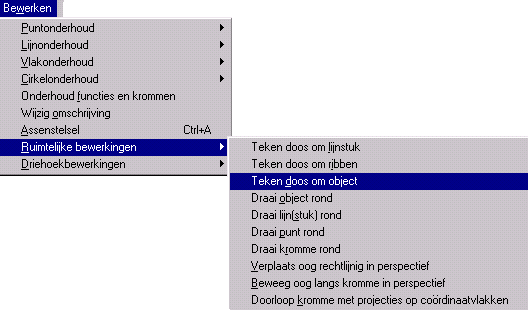 Bewerken
Puntonderhoud
Lijnonderhoud
Vlakonderhoud
Cirkelonderhoud
Onderhoud functies en krommen
Wijzig omschrijving
Assenstelsel Ctrl+A
Ruimtelijke bewerkingen
Driehoekbewerkingen
Teken doos om lijnstuk
Teken doos om ribben
Teken doos om object
Draai object rond
Draai lijn(stuk) rond
Draai punt rond
Draai kromme rond
Verplaats oog rechtlijnig in perspectief
Beweeg oog langs kromme in perspectief
Doorloop kromme met projecties op coördinaatvlakken